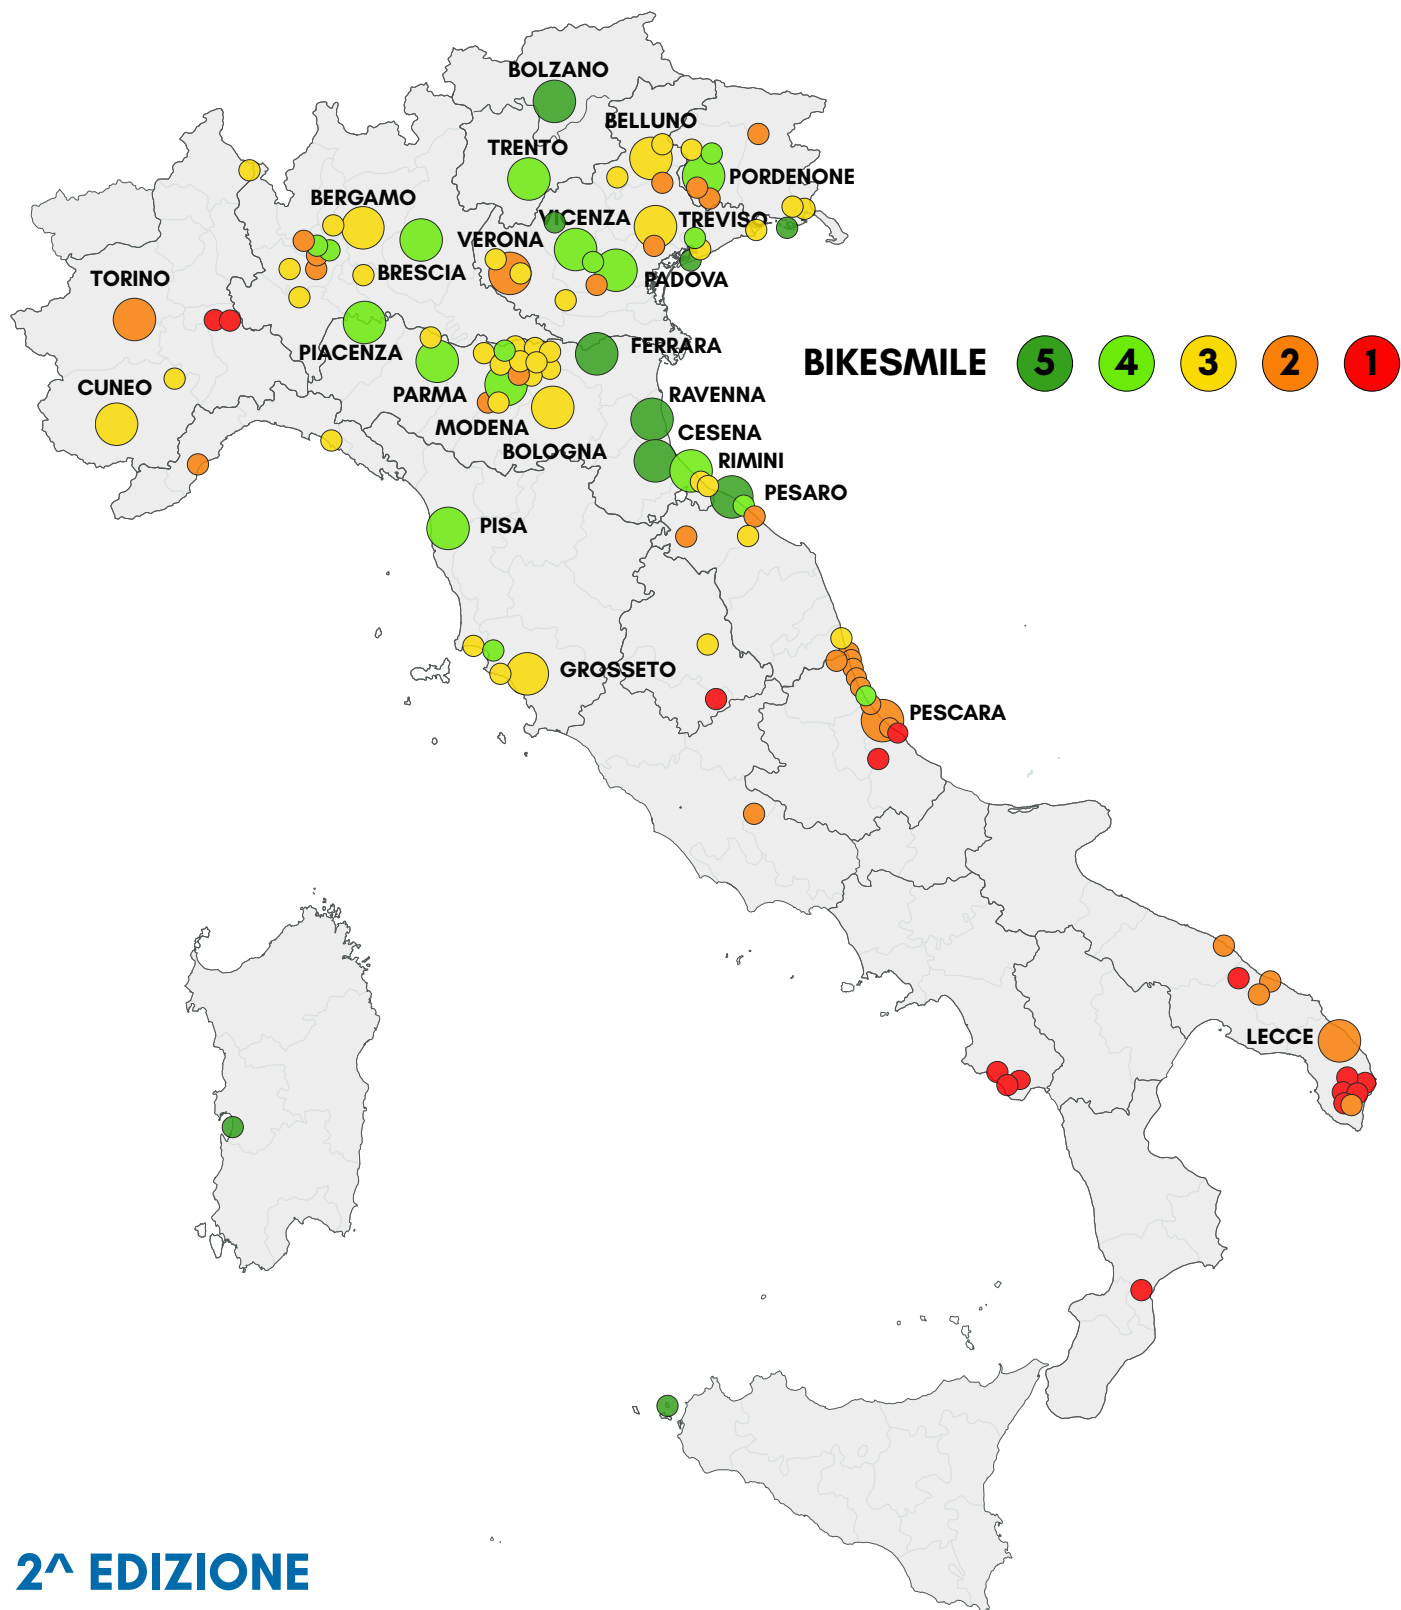 BOLZANO
BELLUNO
TRENTO
PORDENONE
BERGAMO
VICENZA
TREVISO
VERONA
BRESCIA
PADOVA
TORINO
PIACENZA
FERRARA
BIKESMILE 5 4 3 2 1
CUNEO
PARMA
RAVENNA
MODENA
CESENA
BOLOGNA
RIMINI
PESARO
PISA
GROSSETO
PESCARA
LECCE
2^ EDIZIONE